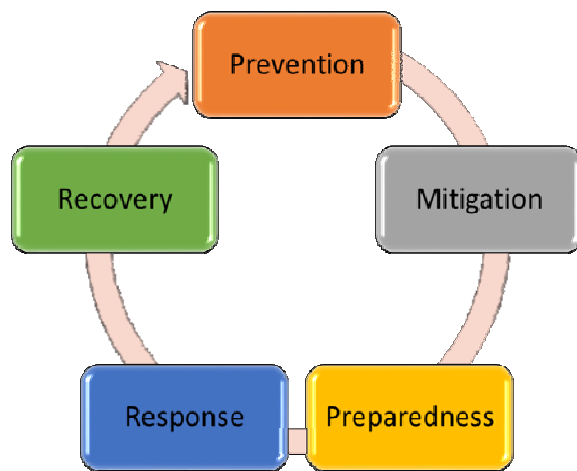 Prevention
Mitigation
Preparedness
Response
Recovery